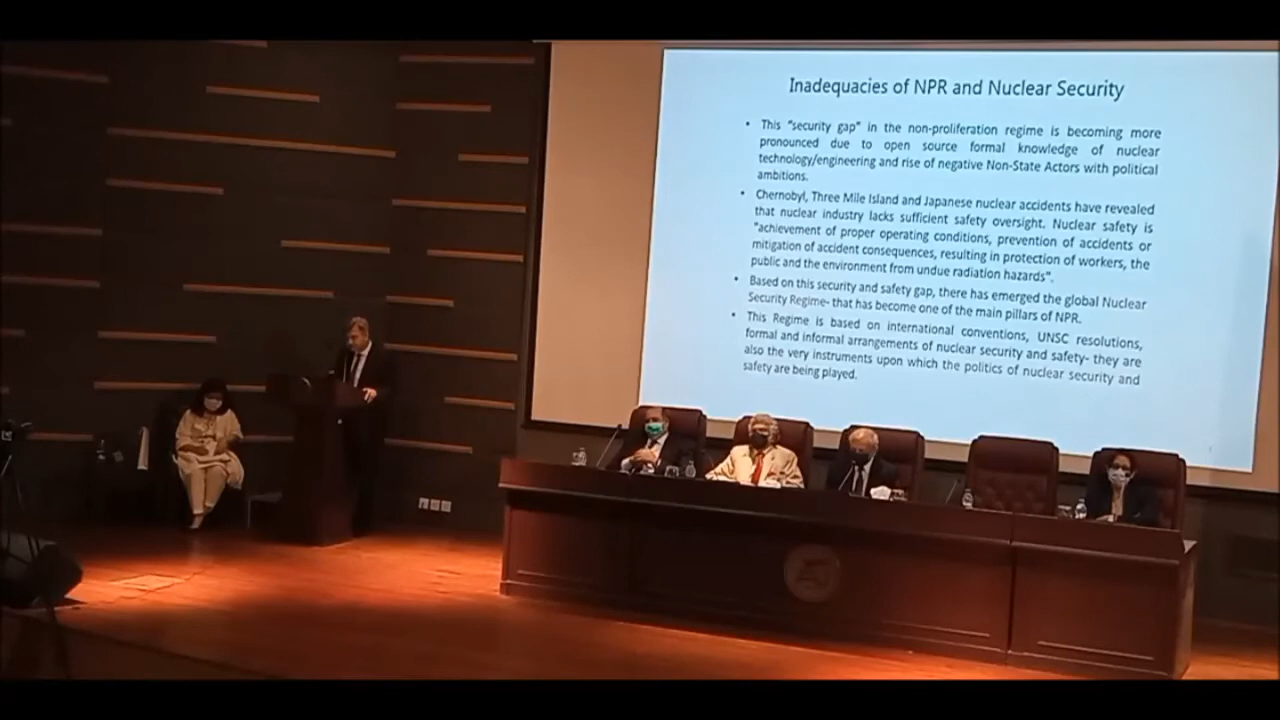 Inadequacies of NPR and Nuclear Security
• This "security gap" in the non-proliferation regime is becoming more
pronounced due to open source formal knowledge of nuclear
technology/engineering and rise of negative Non-State Actors with political
ambitions.
• Chernobyl, Three Mile Island and Japanese nuclear accidents have revealed
that nuclear industry lacks sufficient safety oversight. Nuclear safety is
"achievement of proper operating conditions, prevention of accidents or
mitigation of accident consequences, resulting in protection of workers, the
public and the environment from undue radiation hazards".
• Based on this security and safety gap, there has emerged the global Nuclear
Security Regime- that has become one of the main pillars of NPR.
• This Regime is based on international conventions, UNSC resolutions,
formal and informal arrangements of nuclear security and safety- they are
also the very instruments upon which the politics of nuclear security and
safety are being played.